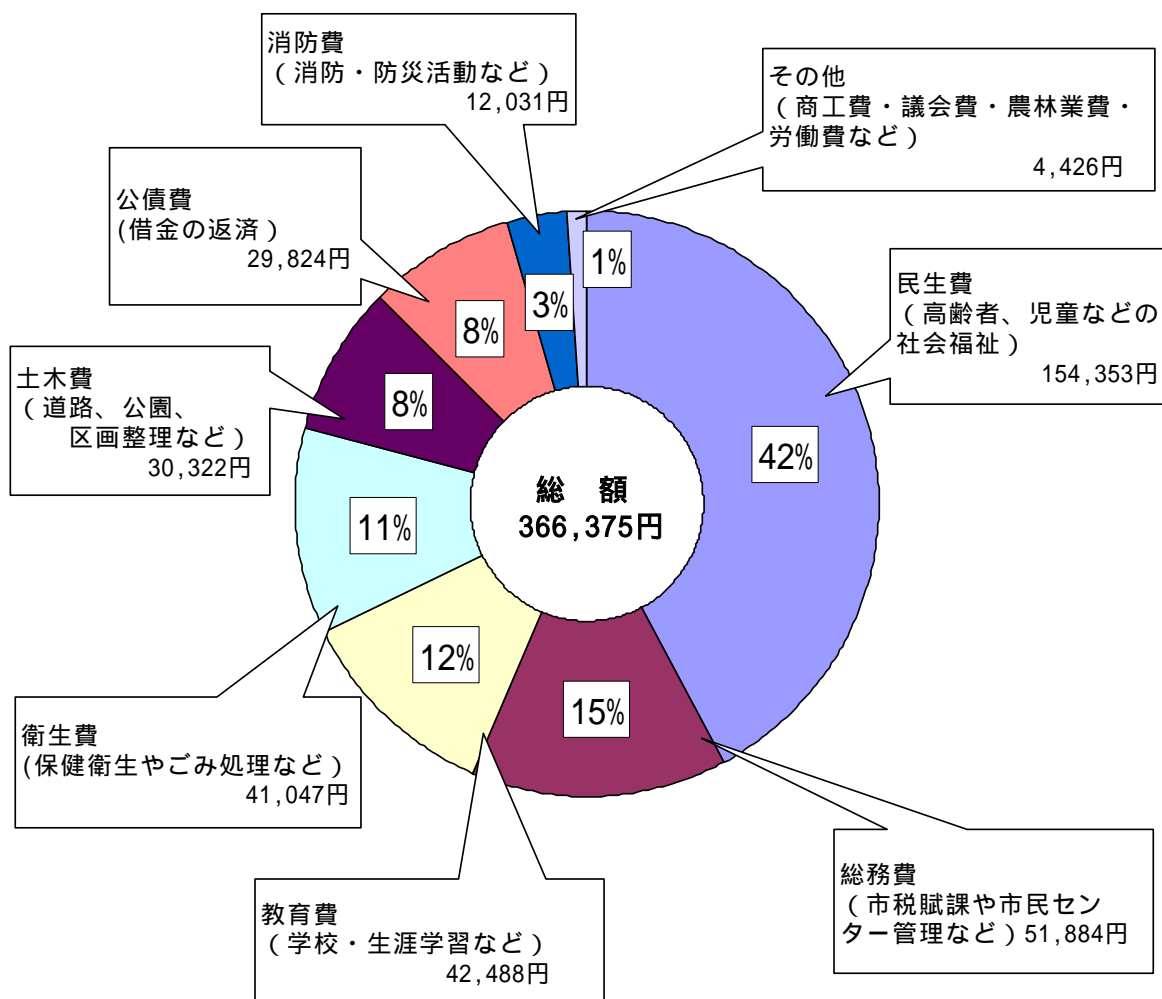 消防費
（消防・防災活動など）
12,031円
その他
（商工費・議会費・農林業費・
労働費など）
4,426円
公債費
(借金の返済）
29,824円
民生費
（高齢者、児童などの
社会福祉）
154,353円
土木費
（道路、公園、
区画整理など）
30,322円
1%
3%
8%
8%
42%
11%
12%
15%
総　額
366,375円
衛生費
(保健衛生やごみ処理など）
41,047円
教育費
（学校・生涯学習など）
42,488円
総務費
（市税賦課や市民セン
ター管理など）51,884円